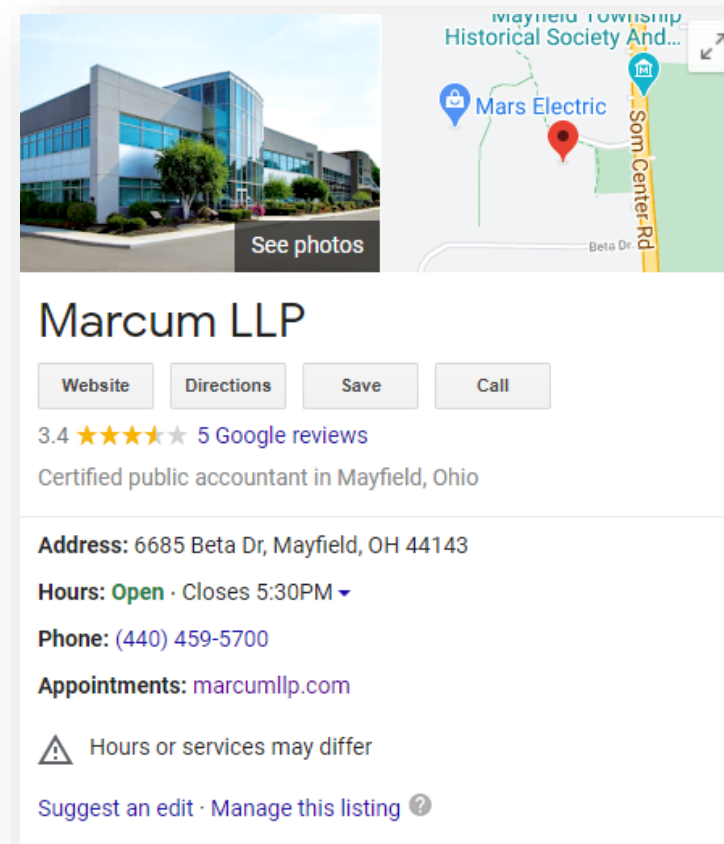 Mayfield Township
Historical Society And...
Mars Electric
Som Center Rd
Beta Dr
See photos
Marcum LLP
Website Directions Save Call
3.4 5 Google reviews
Certified public accountant in Mayfield, Ohio
Address: 6685 Beta Dr, Mayfield, OH 44143
Hours: Open · Closes 5:30PM
Phone: (440) 459-5700
Appointments: marcumllp.com
Hours or services may differ
Suggest an edit · Manage this listing ?